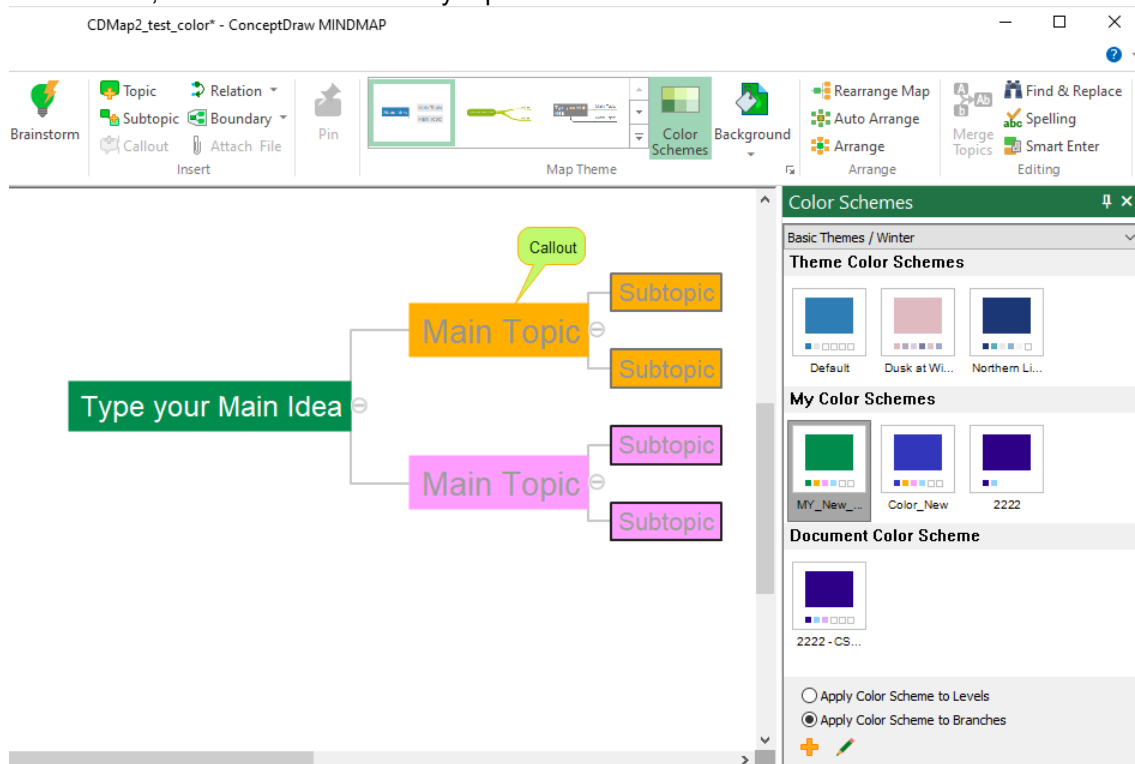 CDMap2_test_color* - ConceptDraw MINDMAP
Brainstorm
Topic
Relation
Subtopic
Boundary
Callout
Attach File
Insert
Pin
Color Schemes
Background
Map Theme
Rearrange Map
Auto Arrange
Arrange
Arrange
Merge Topics
Find & Replace
Spelling
Smart Enter
Editing
Callout
Subtopic
Main Topic
Subtopic
Type your Main Idea
Subtopic
Main Topic
Subtopic
Color Schemes
Basic Themes / Winter
Theme Color Schemes
Default
Dusk at Wi...
Northern Li...
My Color Schemes
MY_New_...
Color_New
2222
Document Color Scheme
2222 - CS...
Apply Color Scheme to Levels
Apply Color Scheme to Branches